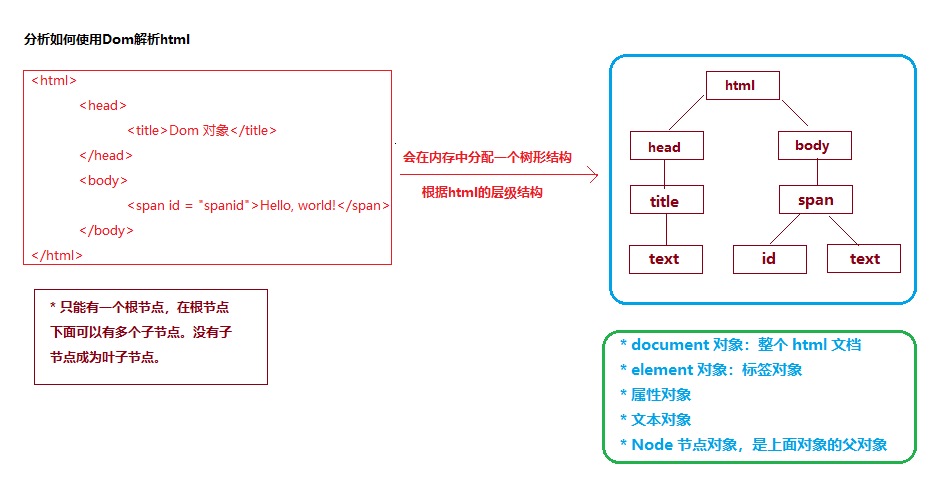 分析如何使用Dom解析html
<html>
<head>
<title>Dom 对象</title>
</head>
<body>
<span id = "spanid">Hello, world!</span>
</body>
</html>
会在内存中分配一个树形结构
根据html的层级结构
html
head
body
title
span
text
id
text
* 只能有一个根节点，在根节点
下面可以有多个子节点。没有子
节点成为叶子节点。
* document 对象：整个 html 文档
* element 对象：标签对象
* 属性对象
* 文本对象
* Node 节点对象，是上面对象的父对象